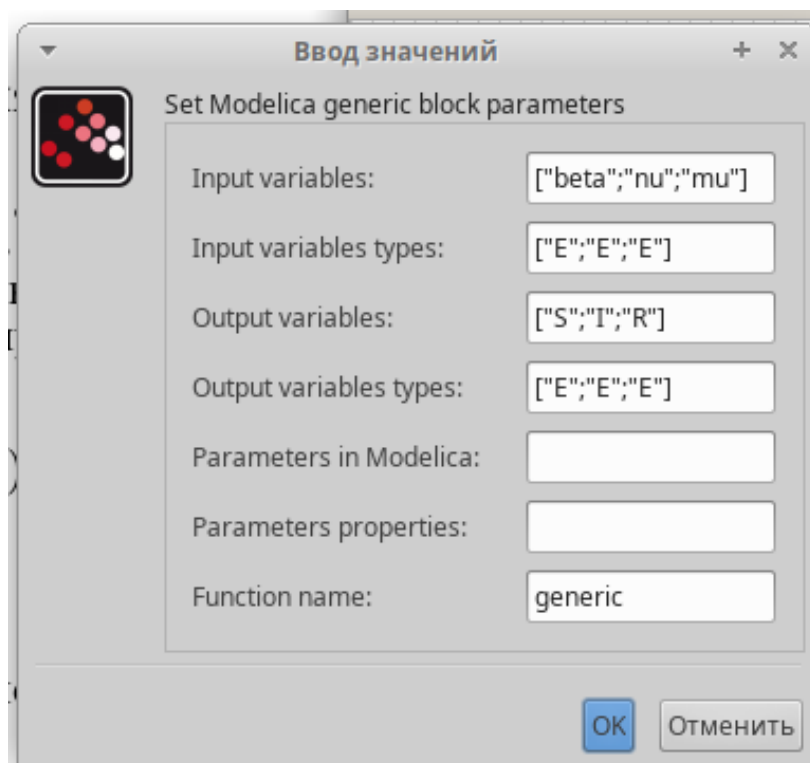 Ввод значений
Set Modelica generic block parameters
Input variables: ["beta";"nu";"mu"]
Input variables types: ["E";"E";"E"]
Output variables: ["S";"I";"R"]
Output variables types: ["E";"E";"E"]
Parameters in Modelica:
Parameters properties:
Function name: generic
OK Отменить